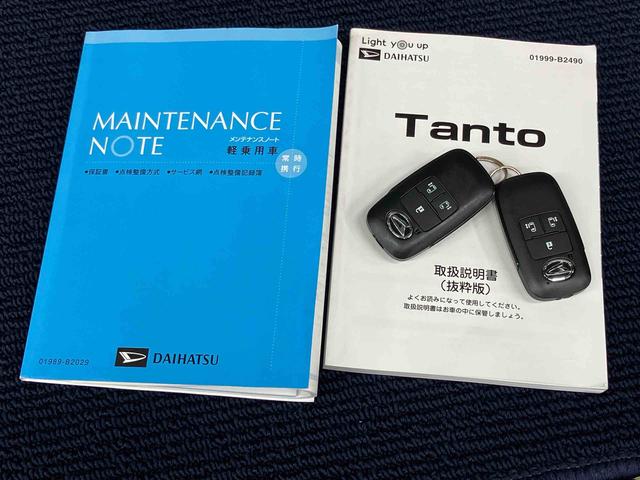 MAINTENANCE
NOTE
メンテナンスノート
軽乗用車
常時
携行
•保証書 •点検整備方式 •サービス網 •点検整備記録簿
01989-B2029
DAIHATSU
Light you up
DAIHATSU
01999-B2490
Tanto
取扱説明書
(抜粋版)
よくお読みになって使用してください。
取扱説明書はお車の中に保管しましょう。